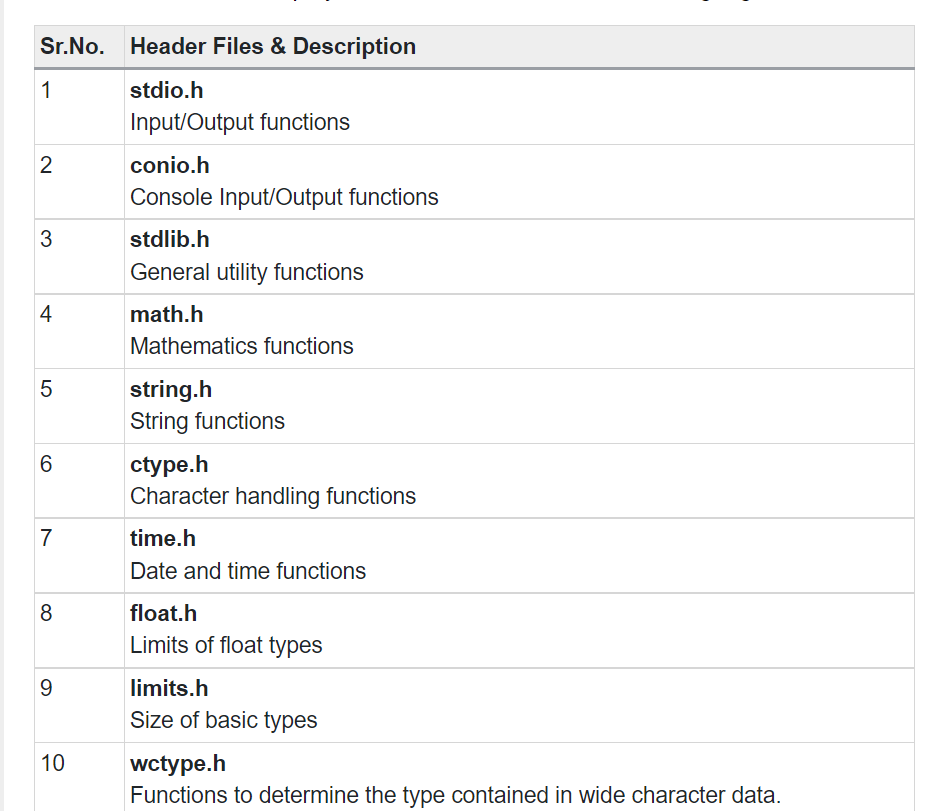 Sr.No. Header Files & Description
1 stdio.h
Input/Output functions
2 conio.h
Console Input/Output functions
3 stdlib.h
General utility functions
4 math.h
Mathematics functions
5 string.h
String functions
6 ctype.h
Character handling functions
7 time.h
Date and time functions
8 float.h
Limits of float types
9 limits.h
Size of basic types
10 wctype.h
Functions to determine the type contained in wide character data.